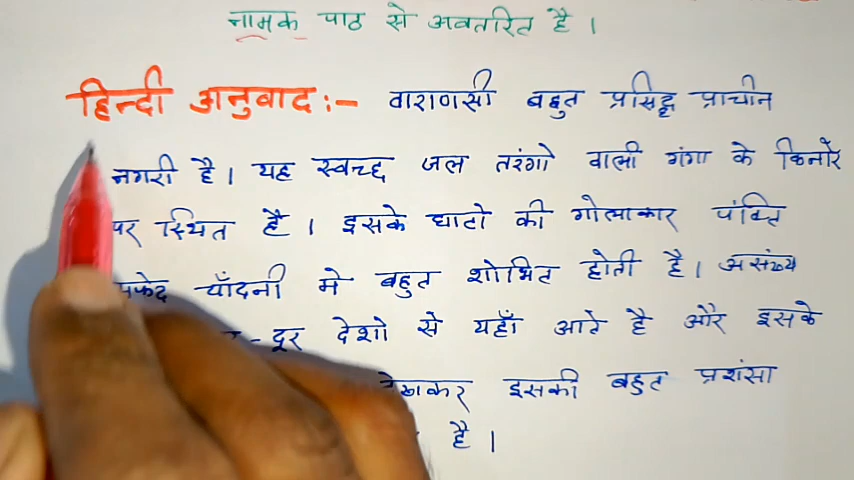 नामक पाठ से अवतरित है ।
हिन्दी अनुवाद:- वाराणसी बहुत प्रसिद्ध प्राचीन
नगरी है । यह स्वच्छ जल तरंगो वाली गंगा के किनारे
पर स्थित है । इसके घाटो की गोलाकार पंक्ति
चाँदनी मे बहुत शोभित होती है । असंख्य
दूर देशो से यहाँ आते है और इसके
देखकर इसकी बहुत प्रशंसा
है ।